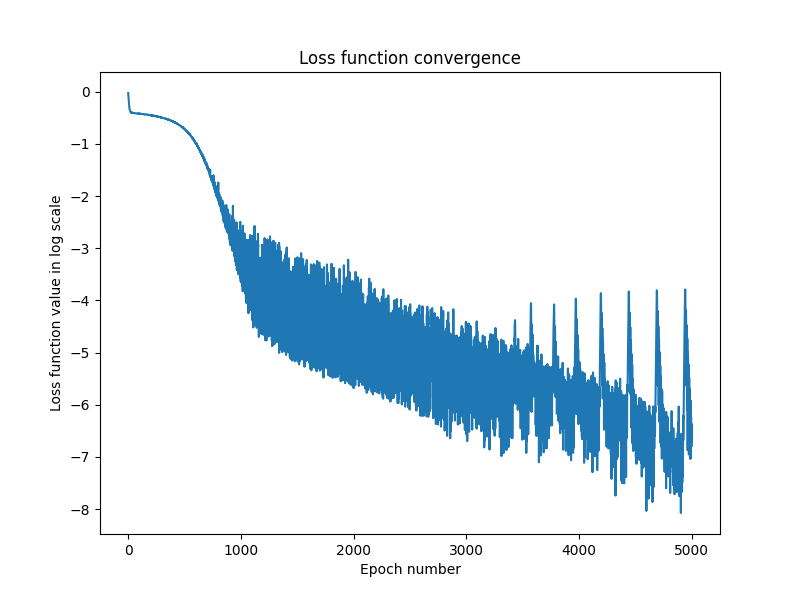 Loss function convergence
0
−1
−2
−3
−4
−5
−6
−7
−8
Loss function value in log scale
0 1000 2000 3000 4000 5000
Epoch number